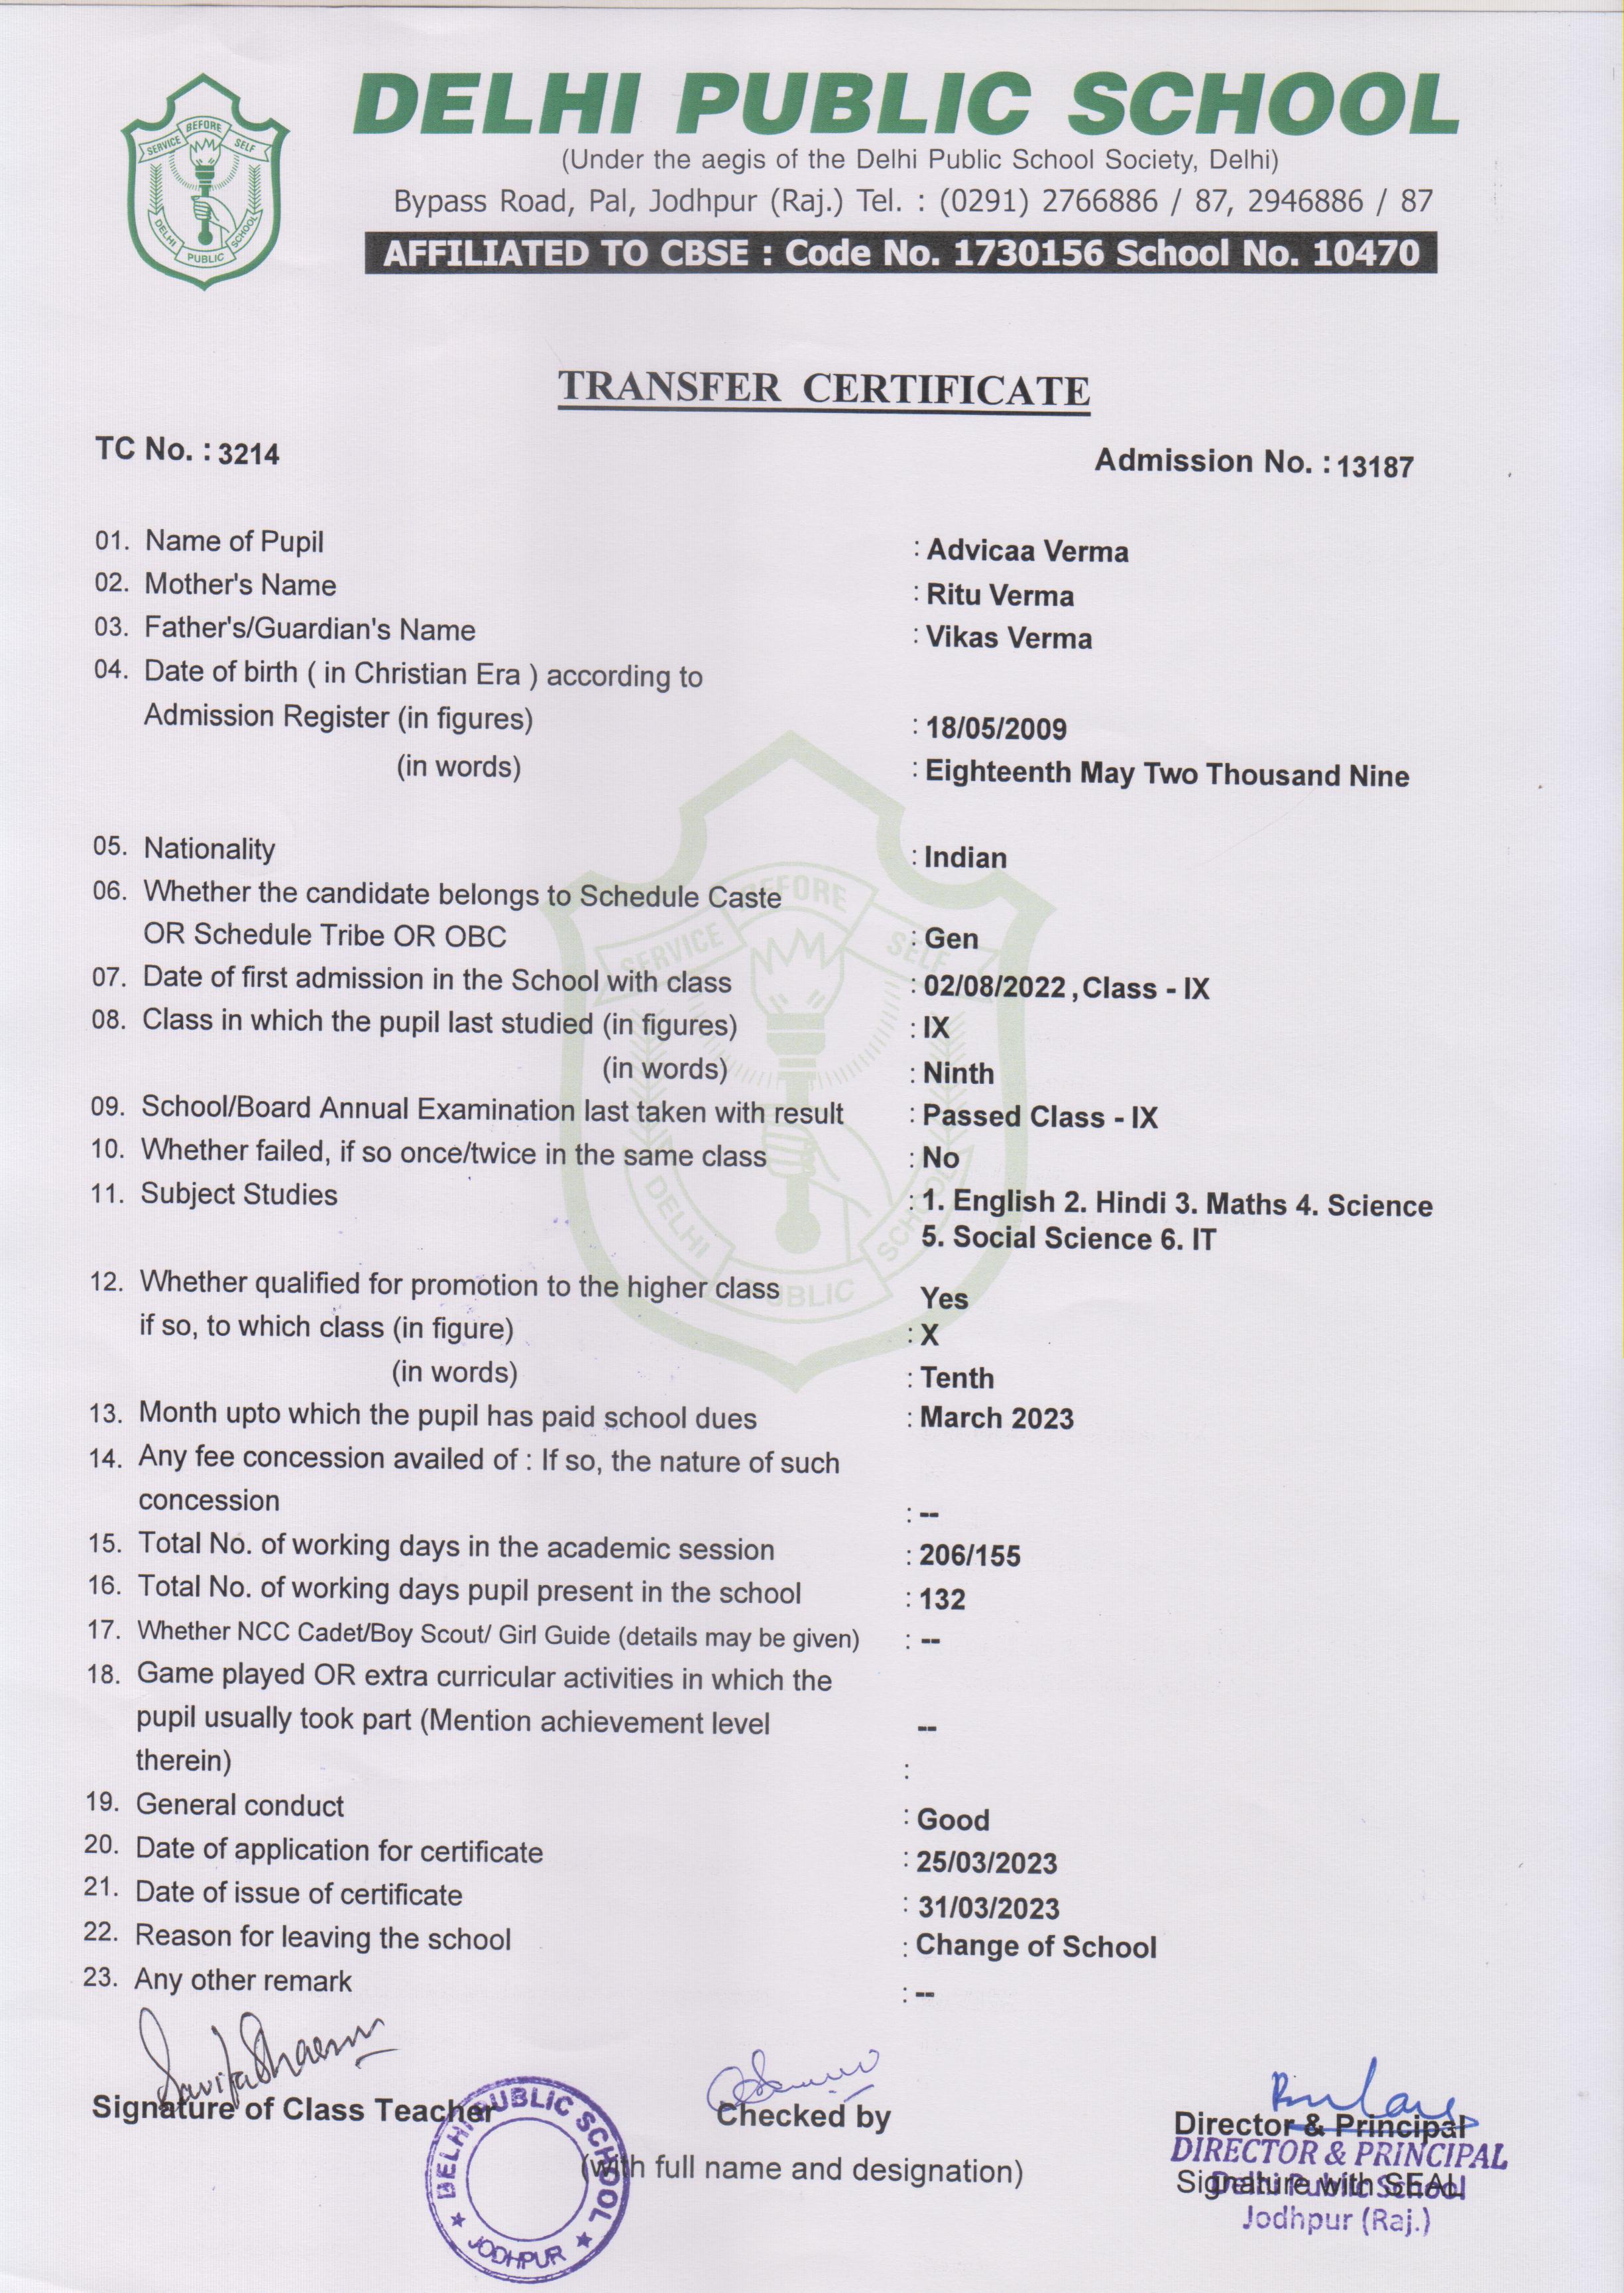 BEFORE
SERVICE SELF
DELHI SCHOOL
PUBLIC
DELHI PUBLIC SCHOOL
(Under the aegis of the Delhi Public School Society, Delhi)
Bypass Road, Pal, Jodhpur (Raj.) Tel. : (0291) 2766886 / 87, 2946886 / 87
AFFILIATED TO CBSE : Code No. 1730156 School No. 10470
TRANSFER CERTIFICATE
TC No. : 3214 Admission No. : 13187
01. Name of Pupil : Advicaa Verma
02. Mother's Name : Ritu Verma
03. Father's/Guardian's Name : Vikas Verma
04. Date of birth ( in Christian Era ) according to
Admission Register (in figures) : 18/05/2009
(in words) : Eighteenth May Two Thousand Nine
05. Nationality : Indian
06. Whether the candidate belongs to Schedule Caste
OR Schedule Tribe OR OBC : Gen
07. Date of first admission in the School with class : 02/08/2022 , Class - IX
08. Class in which the pupil last studied (in figures) : IX
(in words) : Ninth
09. School/Board Annual Examination last taken with result : Passed Class - IX
10. Whether failed, if so once/twice in the same class : No
11. Subject Studies : 1. English 2. Hindi 3. Maths 4. Science
5. Social Science 6. IT
12. Whether qualified for promotion to the higher class Yes
if so, to which class (in figure) : X
(in words) : Tenth
13. Month upto which the pupil has paid school dues : March 2023
14. Any fee concession availed of : If so, the nature of such
concession : --
15. Total No. of working days in the academic session : 206/155
16. Total No. of working days pupil present in the school : 132
17. Whether NCC Cadet/Boy Scout/ Girl Guide (details may be given) : --
18. Game played OR extra curricular activities in which the
pupil usually took part (Mention achievement level --
therein) :
19. General conduct : Good
20. Date of application for certificate : 25/03/2023
21. Date of issue of certificate : 31/03/2023
22. Reason for leaving the school : Change of School
23. Any other remark : --
BEFORE
SERVICE SELF
DELHI SCHOOL
PUBLIC
Signature of Class Teacher Checked by Director & Principal
(with full name and designation) Signature with SEAL
DELHI PUBLIC SCHOOL
JODHPUR
DIRECTOR & PRINCIPAL
Delhi Public School
Jodhpur (Raj.)